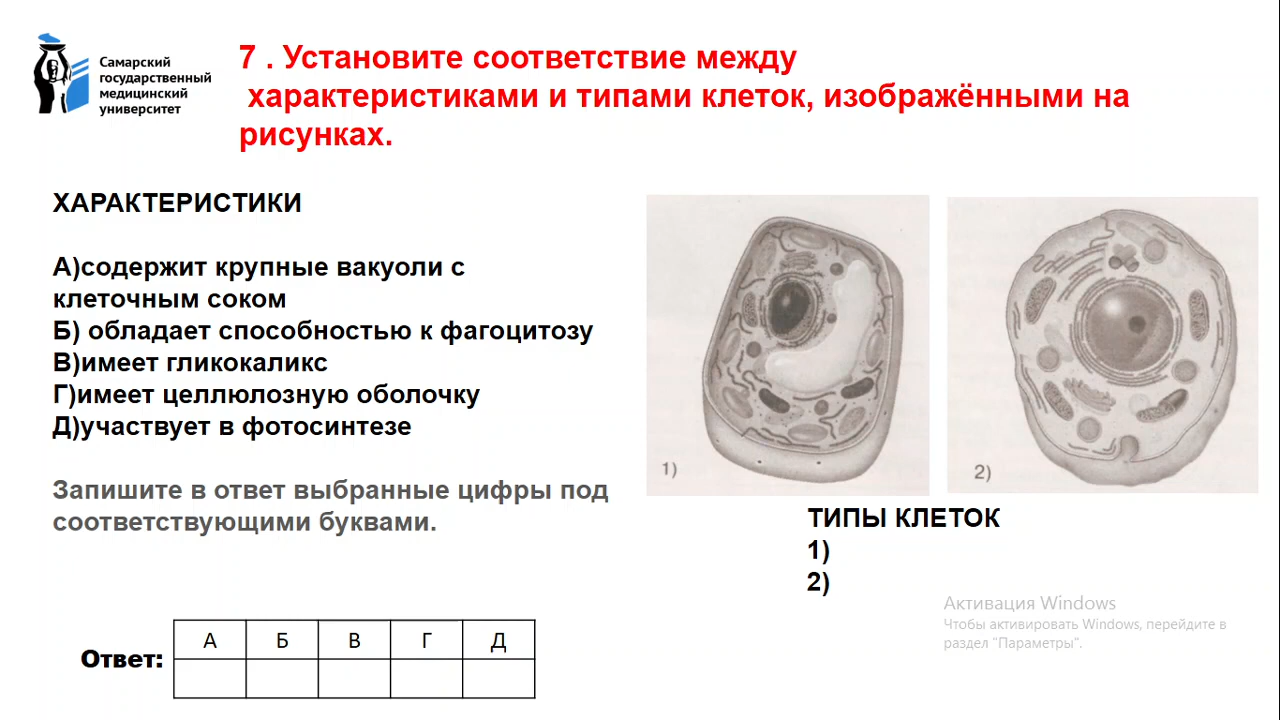 Самарский
государственный
медицинский
университет
7 . Установите соответствие между
характеристиками и типами клеток, изображёнными на
рисунках.
ХАРАКТЕРИСТИКИ
А)содержит крупные вакуоли с
клеточным соком
Б) обладает способностью к фагоцитозу
В)имеет гликокаликс
Г)имеет целлюлозную оболочку
Д)участвует в фотосинтезе
Запишите в ответ выбранные цифры под
соответствующими буквами.
1)
2)
ТИПЫ КЛЕТОК
1)
2)
Активация Windows
Чтобы активировать Windows, перейдите в
раздел "Параметры".
Ответ:
А Б В Г Д